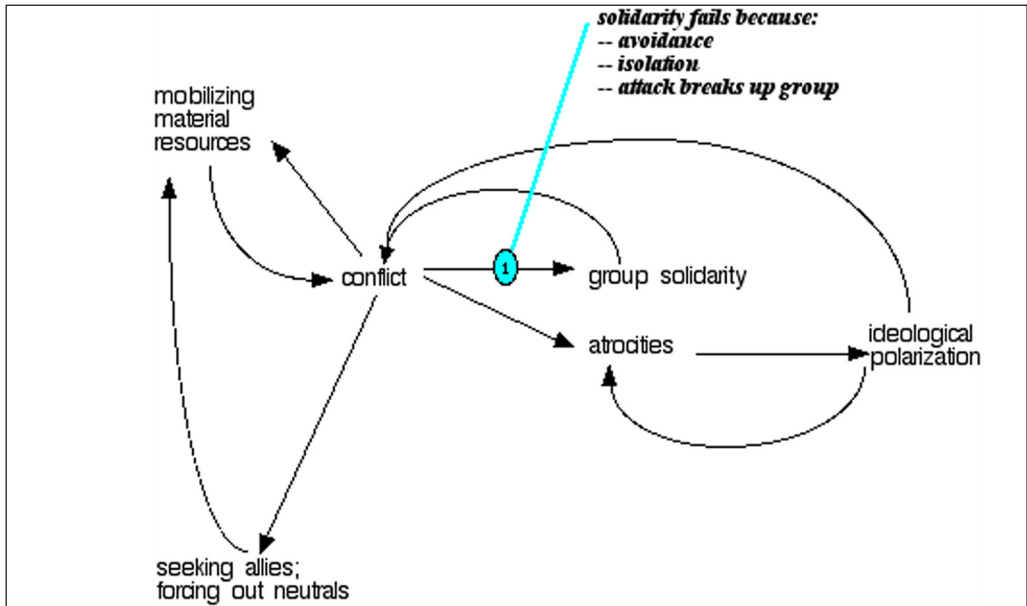 solidarity fails because:
-- avoidance
-- isolation
-- attack breaks up group
mobilizing
material
resources
conflict
1
group solidarity
atrocities
ideological
polarization
seeking allies;
forcing out neutrals